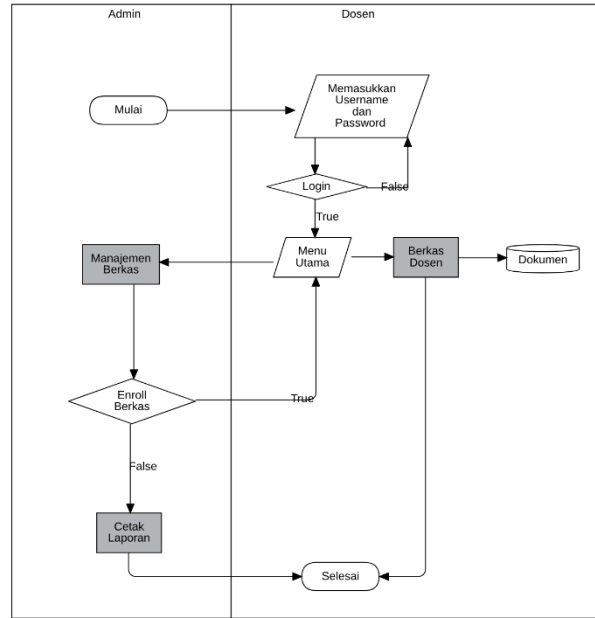 Admin
Dosen
Mulai
Memasukkan
Username
dan
Password
Login
False
True
Manajemen
Berkas
Menu
Utama
Berkas
Dosen
Dokumen
Enroll
Berkas
True
False
Cetak
Laporan
Selesai